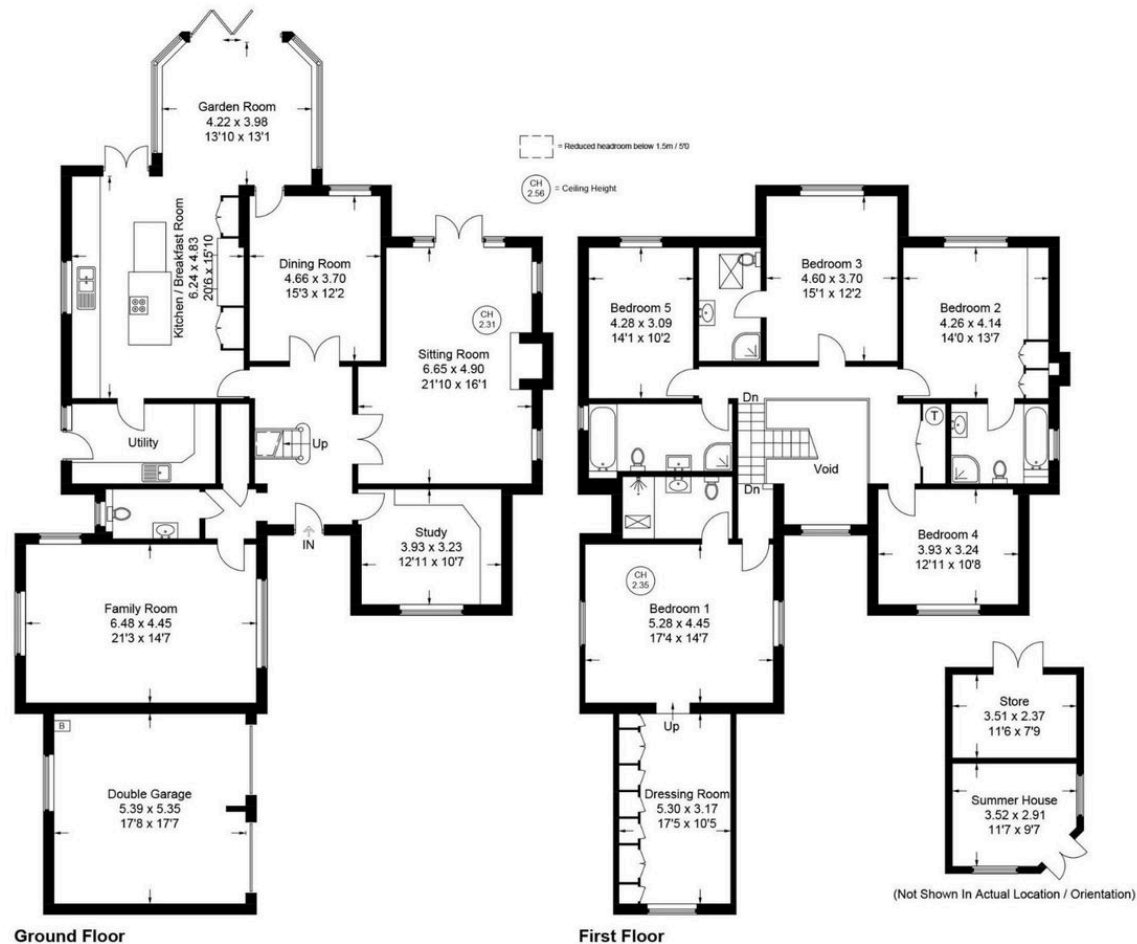 Garden Room
4.22 x 3.98
13'10 x 13'1
= Reduced headroom below 1.5m / 5'0
CH
2.56
= Ceiling Height
Kitchen / Breakfast Room
6.24 x 4.83
20'6 x 15'10
Dining Room
4.66 x 3.70
15'3 x 12'2
CH
2.31
Sitting Room
6.65 x 4.90
21'10 x 16'1
Utility
Up
IN
Study
3.93 x 3.23
12'11 x 10'7
Family Room
6.48 x 4.45
21'3 x 14'7
B
Double Garage
5.39 x 5.35
17'8 x 17'7
Ground Floor
Bedroom 5
4.28 x 3.09
14'1 x 10'2
Bedroom 3
4.60 x 3.70
15'1 x 12'2
Bedroom 2
4.26 x 4.14
14'0 x 13'7
Dn
T
Void
Dn
CH
2.35
Bedroom 1
5.28 x 4.45
17'4 x 14'7
Bedroom 4
3.93 x 3.24
12'11 x 10'8
Up
Dressing Room
5.30 x 3.17
17'5 x 10'5
Store
3.51 x 2.37
11'6 x 7'9
Summer House
3.52 x 2.91
11'7 x 9'7
(Not Shown In Actual Location / Orientation)
First Floor